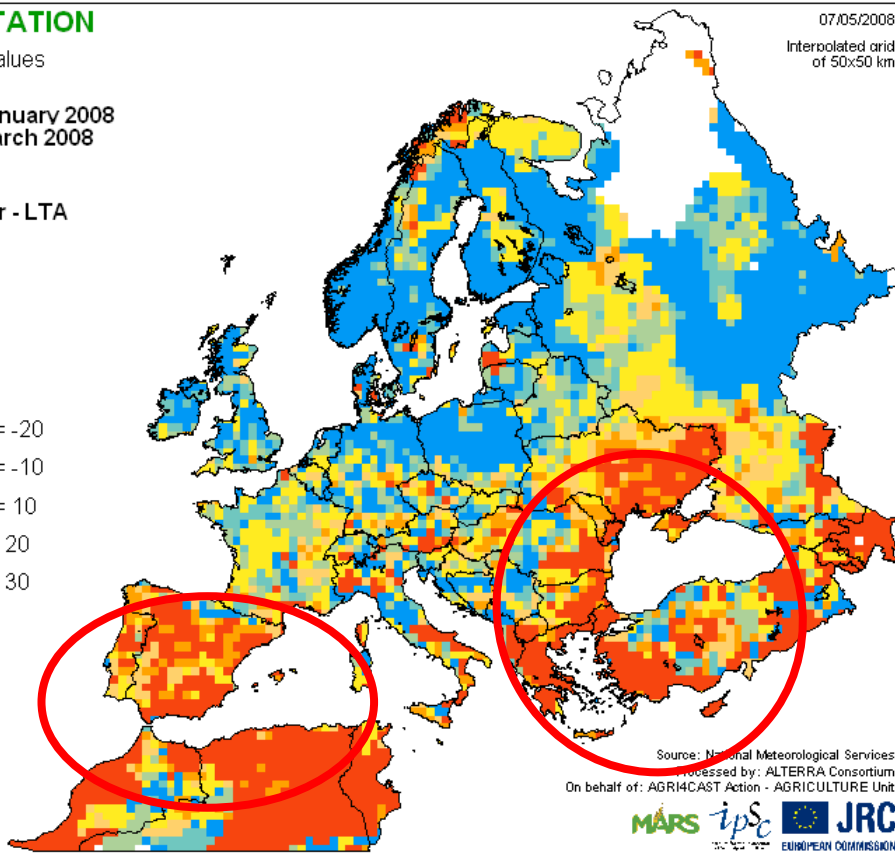 TATION
07/05/2008
Interpolated grid
of 50x50 km
alues
nuary 2008
arch 2008
r - LTA
= -20
= -10
= 10
20
30
Source: National Meteorological Services
Processed by: ALTERRA Consortium
On behalf of: AGRI4CAST Action - AGRICULTURE Unit
MARS ipsc JRC
EUROPEAN COMMISSION